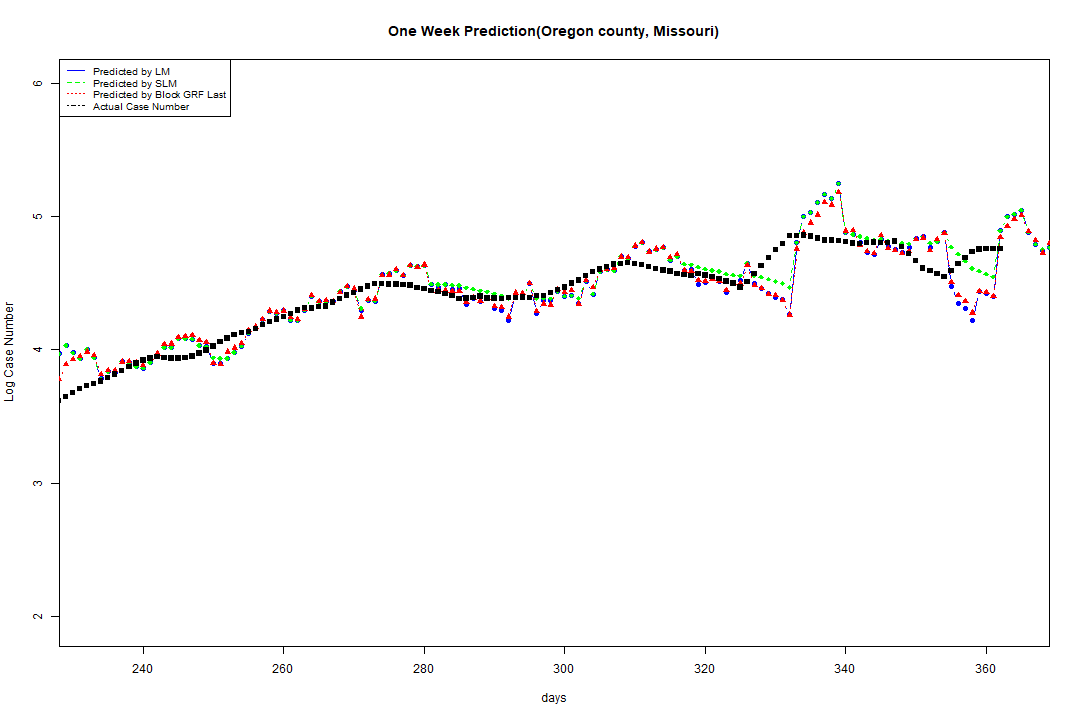 One Week Prediction(Oregon county, Missouri)
Predicted by LM
Predicted by SLM
Predicted by Block GRF Last
Actual Case Number
6
5
4
3
2
Log Case Number
240 260 280 300 320 340 360
days